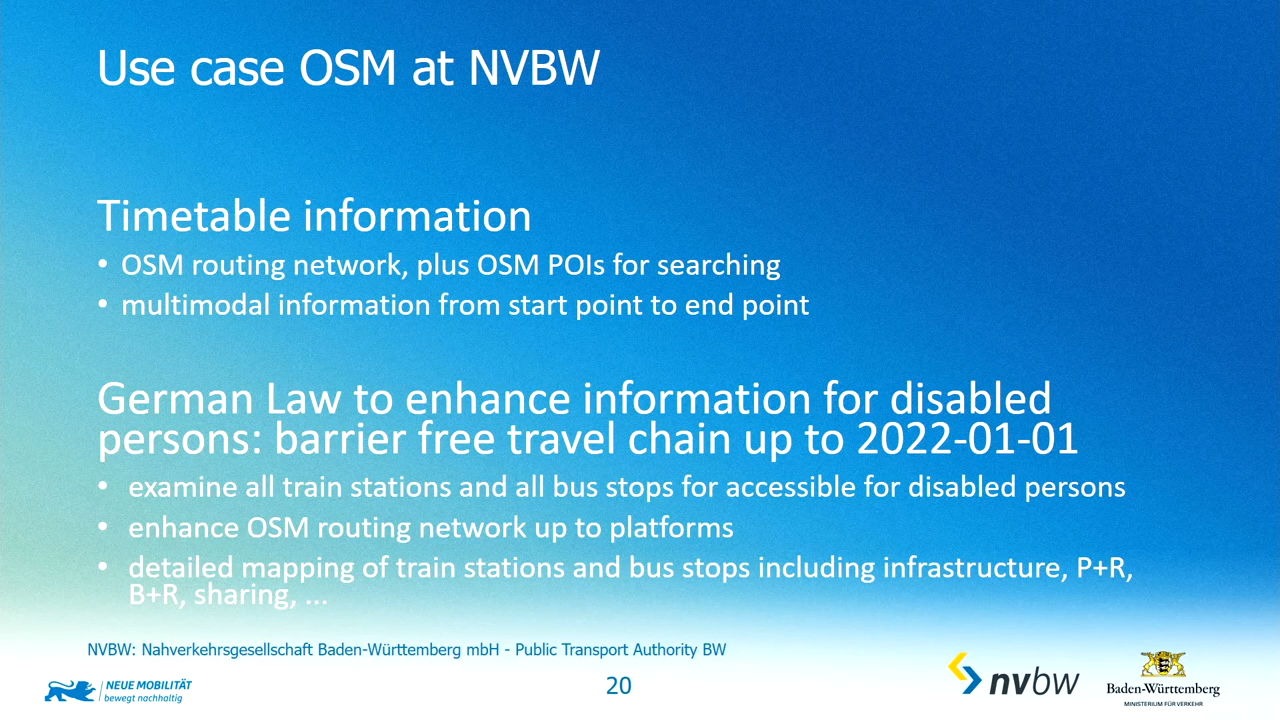 Use case OSM at NVBW
Timetable information
• OSM routing network, plus OSM POIs for searching
• multimodal information from start point to end point
German Law to enhance information for disabled
persons: barrier free travel chain up to 2022-01-01
• examine all train stations and all bus stops for accessible for disabled persons
• enhance OSM routing network up to platforms
• detailed mapping of train stations and bus stops including infrastructure, P+R,
B+R, sharing, ...
NVBW: Nahverkehrsgesellschaft Baden-Württemberg mbH - Public Transport Authority BW
NEUE MOBILITÄT
bewegt nachhaltig
20
nvbw
Baden-Württemberg
MINISTERIUM FÜR VERKEHR